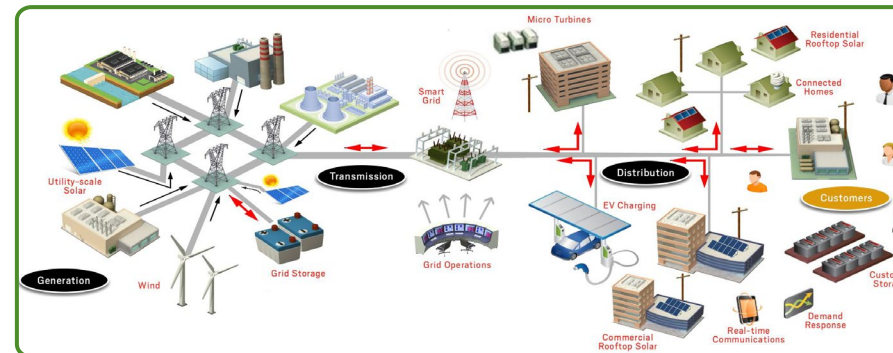 Micro Turbines
Residential
Rooftop Solar
Smart
Grid
Connected
Homes
Utility-scale
Solar
Transmission
Distribution
Customers
EV Charging
Generation
Wind
Grid Storage
Grid Operations
Commercial
Rooftop Solar
Real-time
Communications
Demand
Response